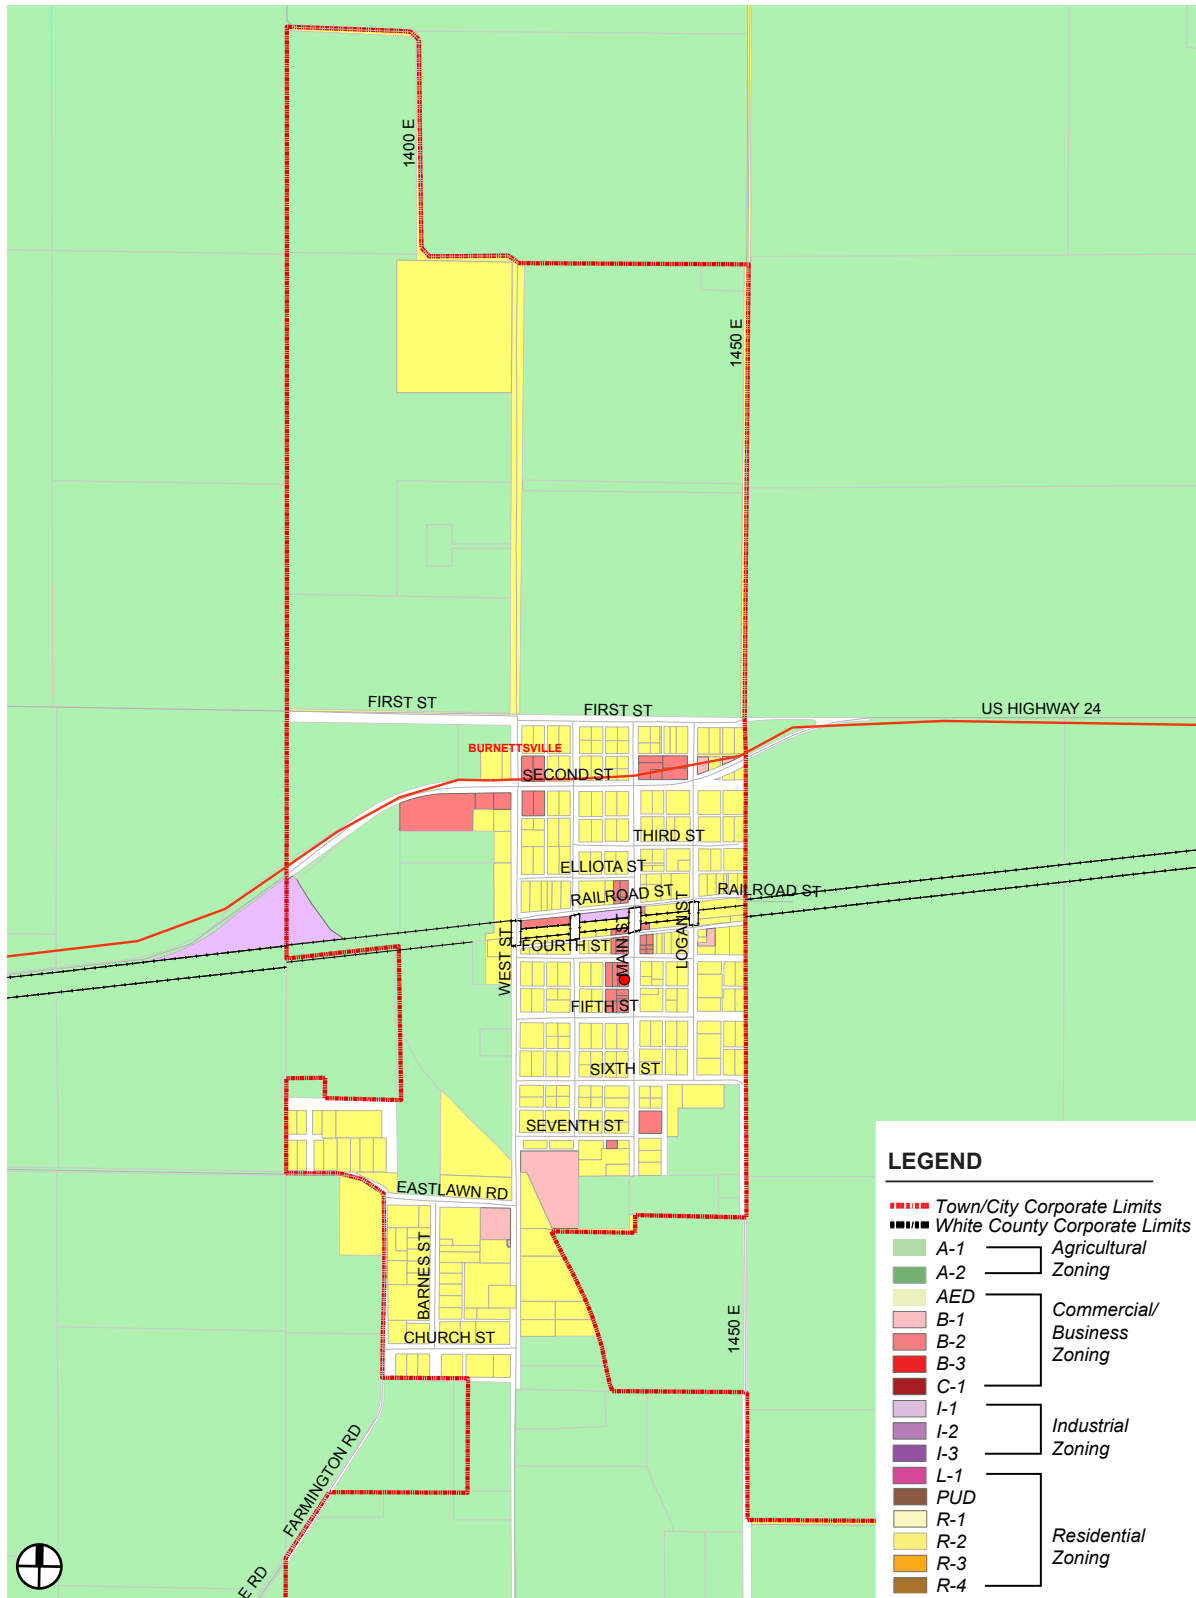 1400 E
1450 E
FIRST ST
FIRST ST
US HIGHWAY 24
BURNETTSVILLE
SECOND ST
THIRD ST
ELLIOTA ST
RAILROAD ST
RAILROAD ST
WEST ST
FOURTH ST
MAIN ST
LOGAN ST
FIFTH ST
SIXTH ST
SEVENTH ST
EASTLAWN RD
BARNES ST
CHURCH ST
1450 E
FARMINGTON RD
E RD
LEGEND
Town/City Corporate Limits
White County Corporate Limits
A-1
A-2
Agricultural
Zoning
AED
B-1
B-2
B-3
C-1
Commercial/
Business
Zoning
I-1
I-2
I-3
Industrial
Zoning
L-1
PUD
R-1
R-2
R-3
R-4
Residential
Zoning